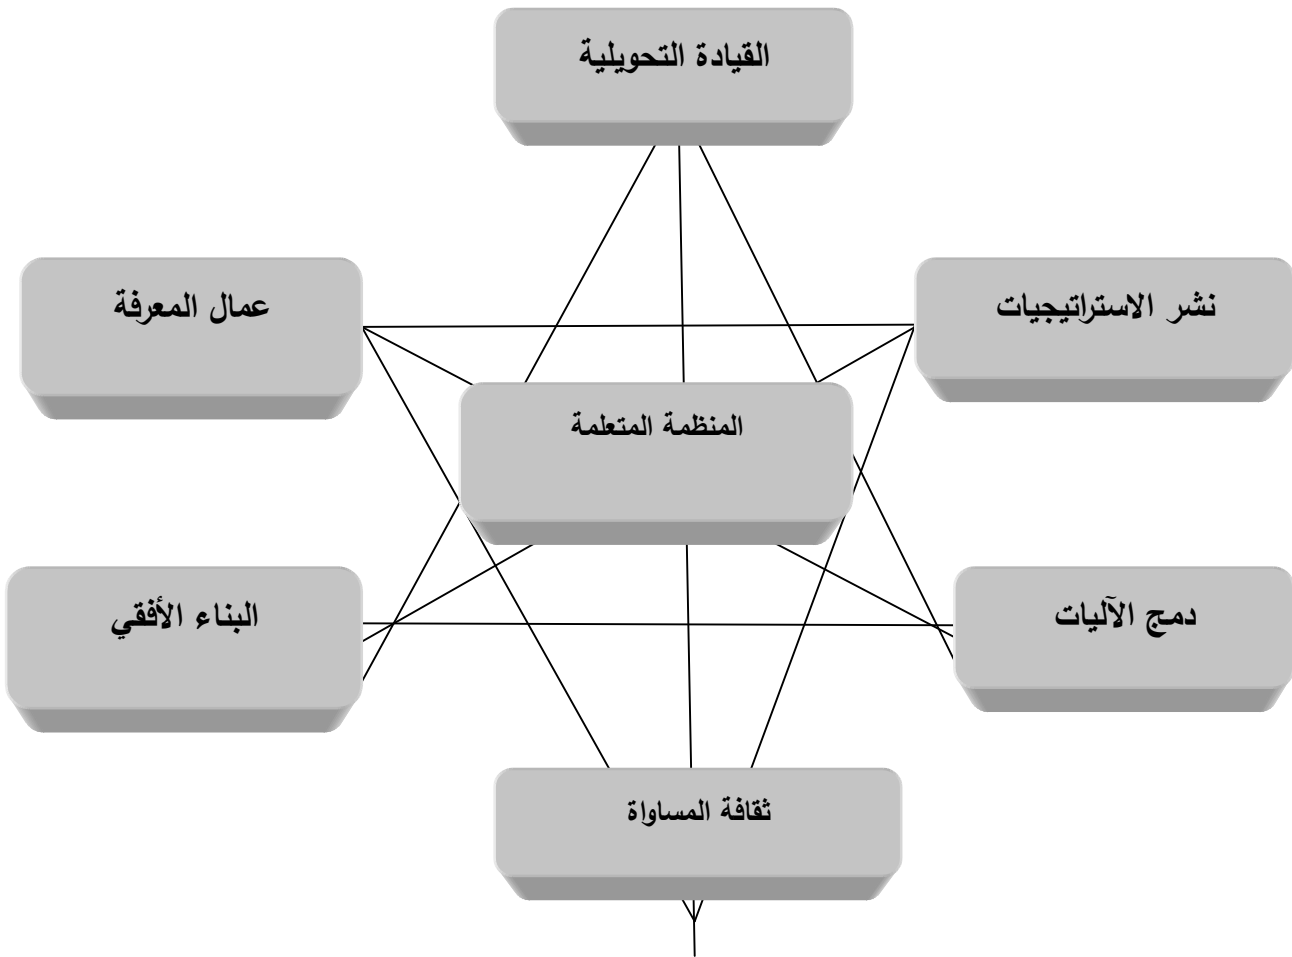 القيادة التحويلية
نشر الاستراتيجيات
عمال المعرفة
المنظمة المتعلمة
دمج الآليات
البناء الأفقي
ثقافة المساواة